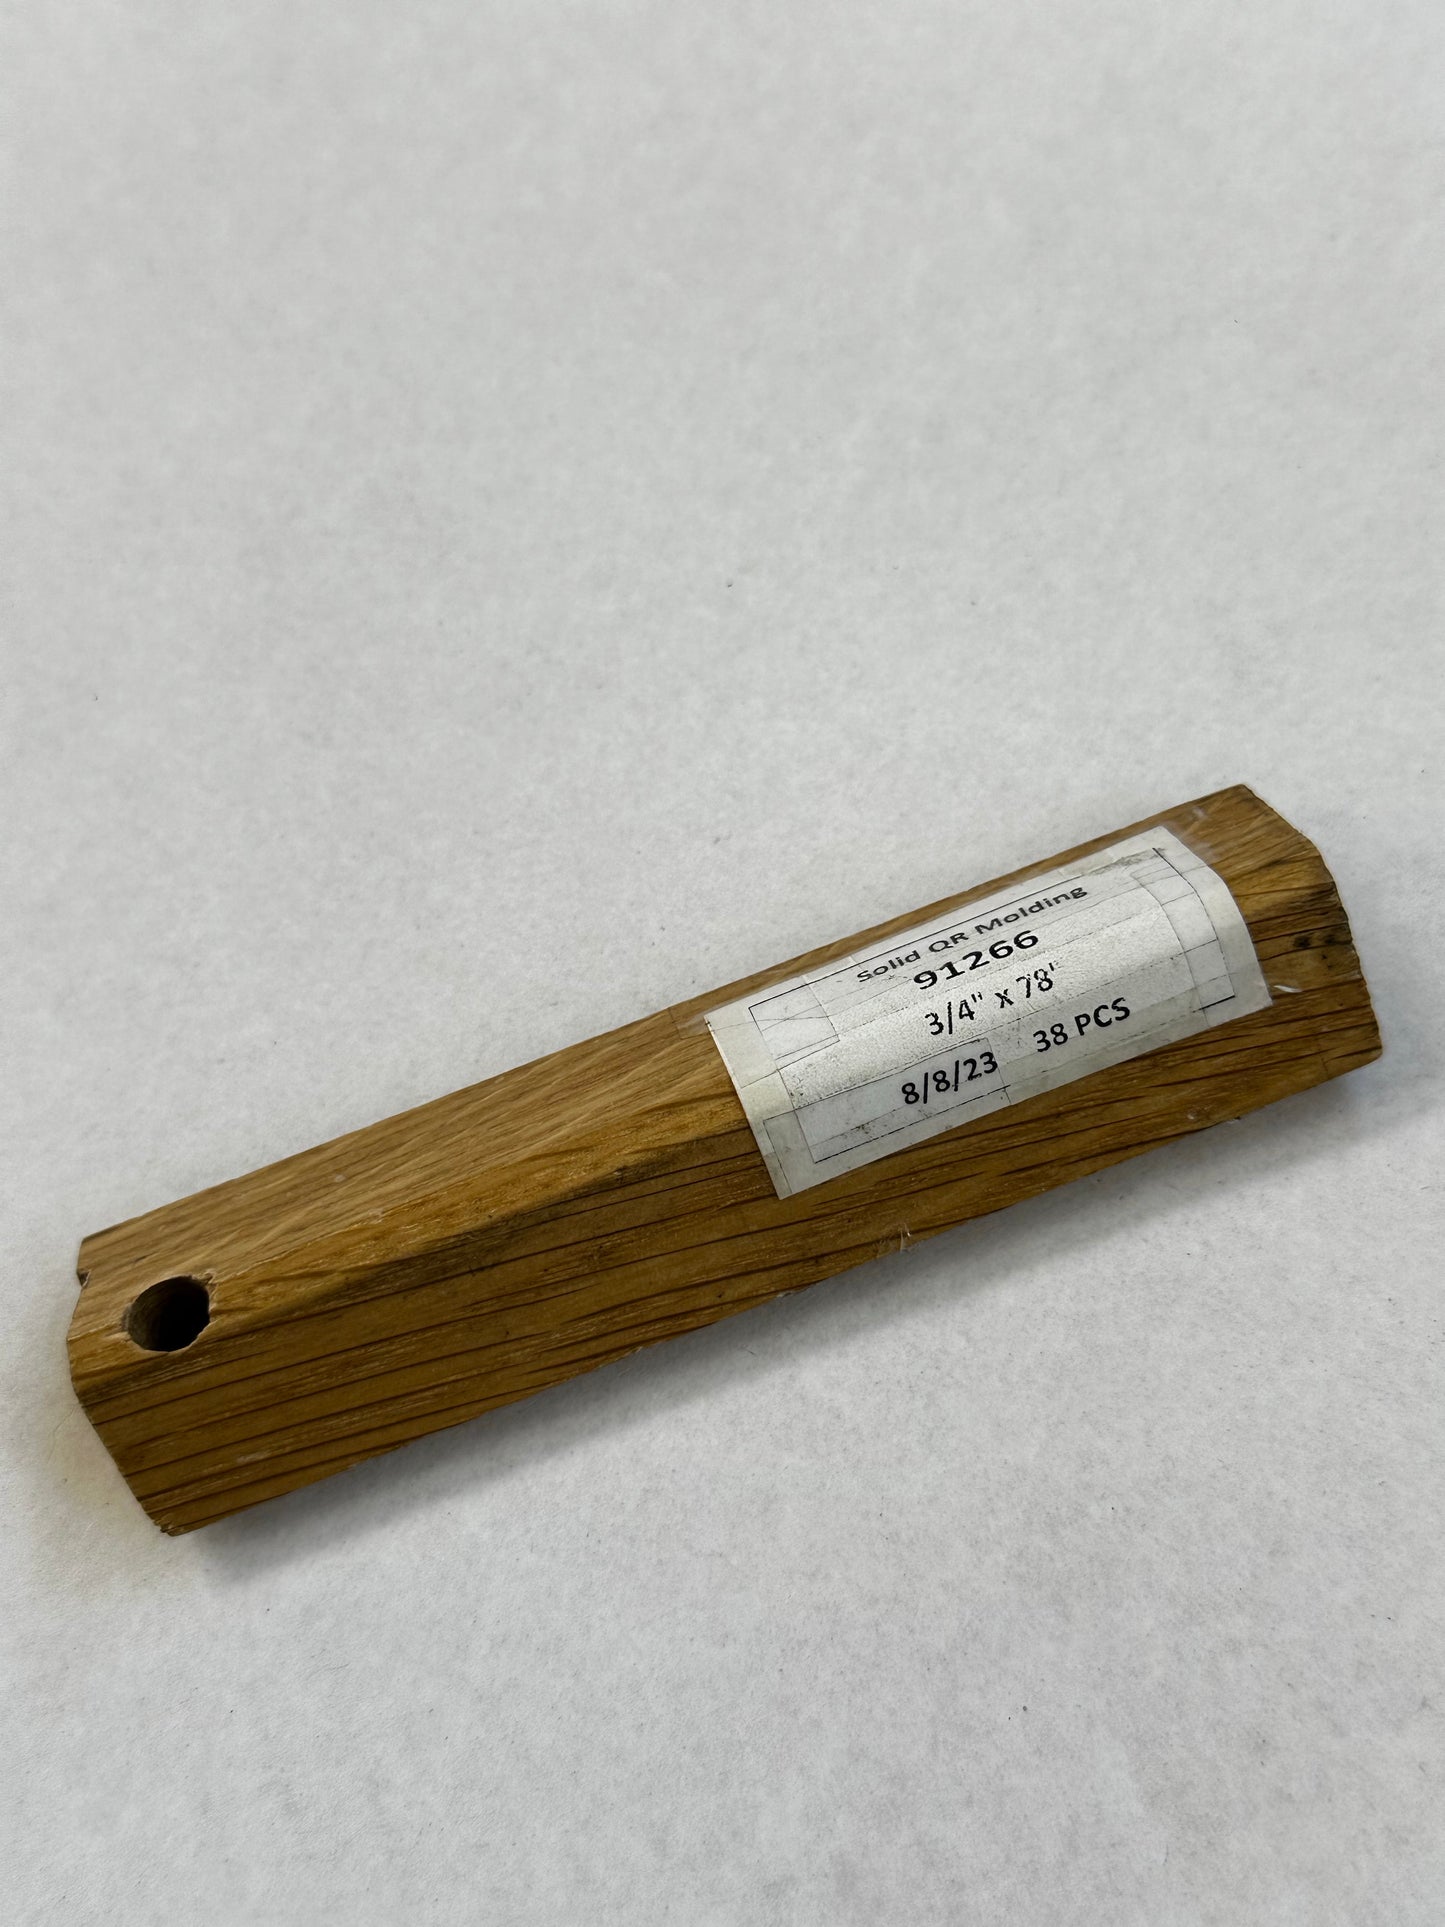 Solid QR Molding
91266
3/4" x 78'
8/8/23 38 PCS